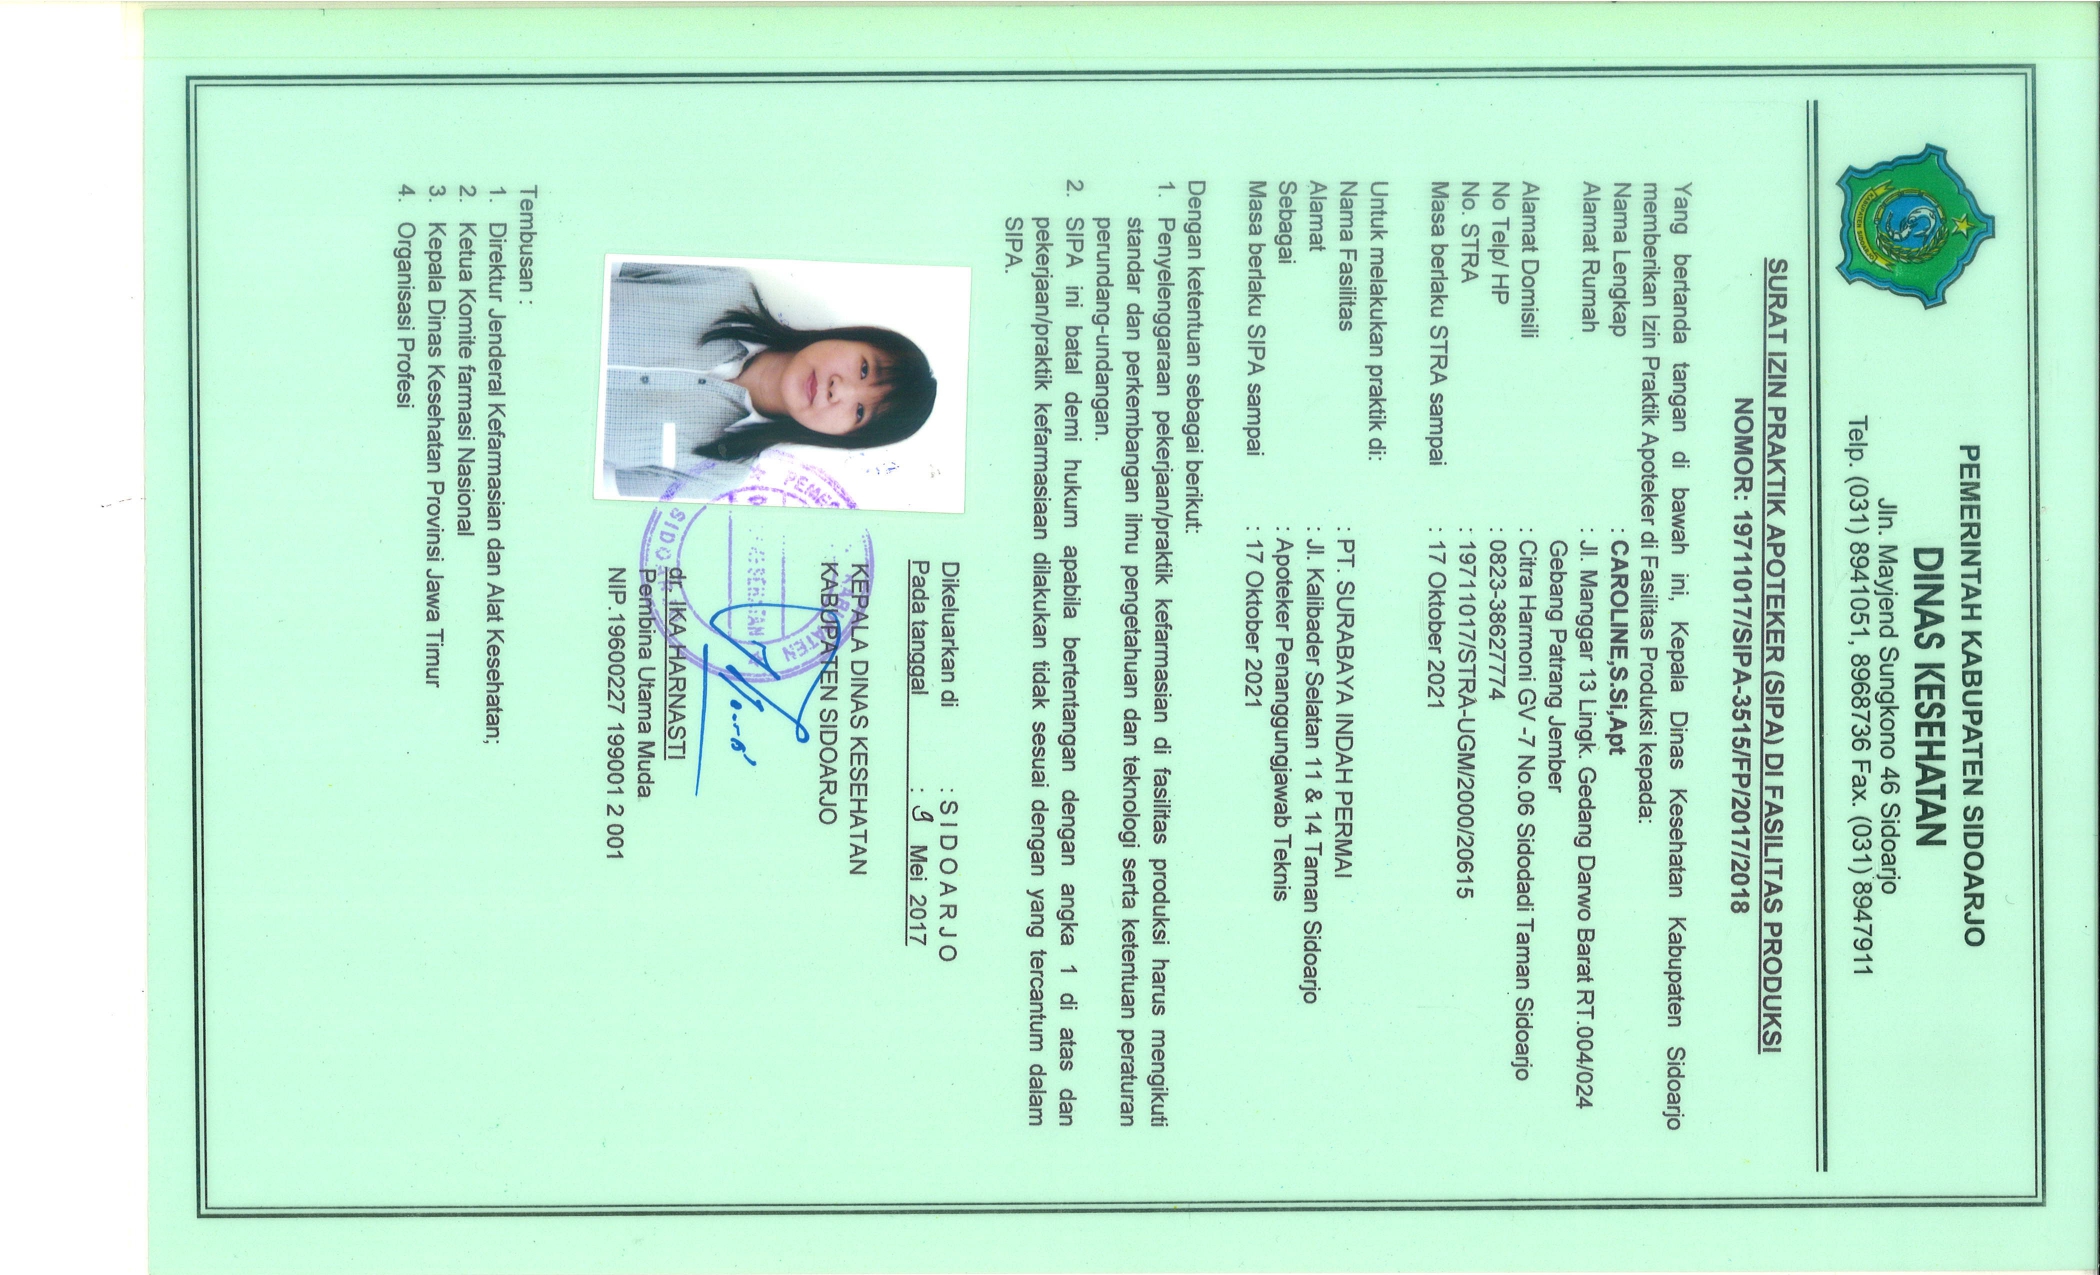 PEMERINTAH KABUPATEN SIDOARJO
DINAS KESEHATAN
Jln. Mayjend Sungkono 46 Sidoarjo
Telp. (031) 8941051, 8968736 Fax. (031) 8947911
SURAT IZIN PRAKTIK APOTEKER (SIPA) DI FASILITAS PRODUKSI
NOMOR: 19711017/SIPA-3515/FP/2017/2018
Yang bertanda tangan di bawah ini, Kepala Dinas Kesehatan Kabupaten Sidoarjo
memberikan Izin Praktik Apoteker di Fasilitas Produksi kepada:
Nama Lengkap : CAROLINE,S.Si,Apt
Alamat Rumah : Jl. Manggar 13 Lingk. Gedang Darwo Barat RT.004/024
Gebang Patrang Jember
Alamat Domisili : Citra Harmoni GV -7 No.06 Sidodadi Taman Sidoarjo
No Telp/ HP : 0823-38627774
No. STRA : 19711017/STRA-UGM/2000/20615
Masa berlaku STRA sampai : 17 Oktober 2021
Untuk melakukan praktik di:
Nama Fasilitas : PT. SURABAYA INDAH PERMAI
Alamat : Jl. Kalibader Selatan 11 & 14 Taman Sidoarjo
Sebagai : Apoteker Penanggungjawab Teknis
Masa berlaku SIPA sampai : 17 Oktober 2021
Dengan ketentuan sebagai berikut:
1. Penyelenggaraan pekerjaan/praktik kefarmasian di fasilitas produksi harus mengikuti
standar dan perkembangan ilmu pengetahuan dan teknologi serta ketentuan peraturan
perundang-undangan.
2. SIPA ini batal demi hukum apabila bertentangan dengan angka 1 di atas dan
pekerjaan/praktik kefarmasiaan dilakukan tidak sesuai dengan yang tercantum dalam
SIPA.
Dikeluarkan di : S I D O A R J O
Pada tanggal : 9 Mei 2017
KEPALA DINAS KESEHATAN
KABUPATEN SIDOARJO
dr. IKA HARNASTI
Pembina Utama Muda
NIP. 19600227 199001 2 001
Tembusan :
1. Direktur Jenderal Kefarmasian dan Alat Kesehatan;
2. Ketua Komite farmasi Nasional
3. Kepala Dinas Kesehatan Provinsi Jawa Timur
4. Organisasi Profesi